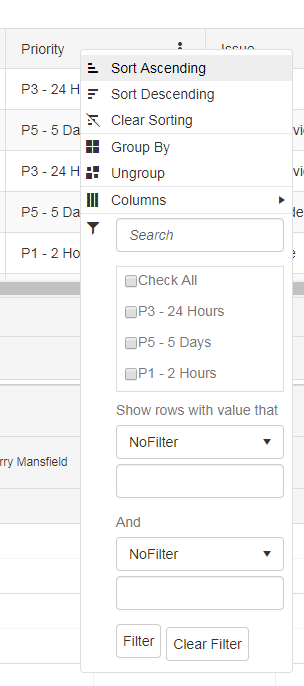 Priority
Issue
Sort Ascending
P3 - 24 H
Sort Descending
Clear Sorting
P5 - 5 Da
Group By
P3 - 24 H
Ungroup
Columns
P5 - 5 Da
Search
P1 - 2 Ho
Check All
P3 - 24 Hours
P5 - 5 Days
P1 - 2 Hours
Show rows with value that
NoFilter
rry Mansfield
And
NoFilter
Filter
Clear Filter